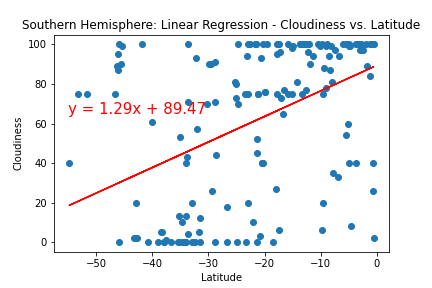 Southern Hemisphere: Linear Regression - Cloudiness vs. Latitude
100
80
y = 1.29x + 89.47
60
40
20
0
Cloudiness
−50 −40 −30 −20 −10 0
Latitude